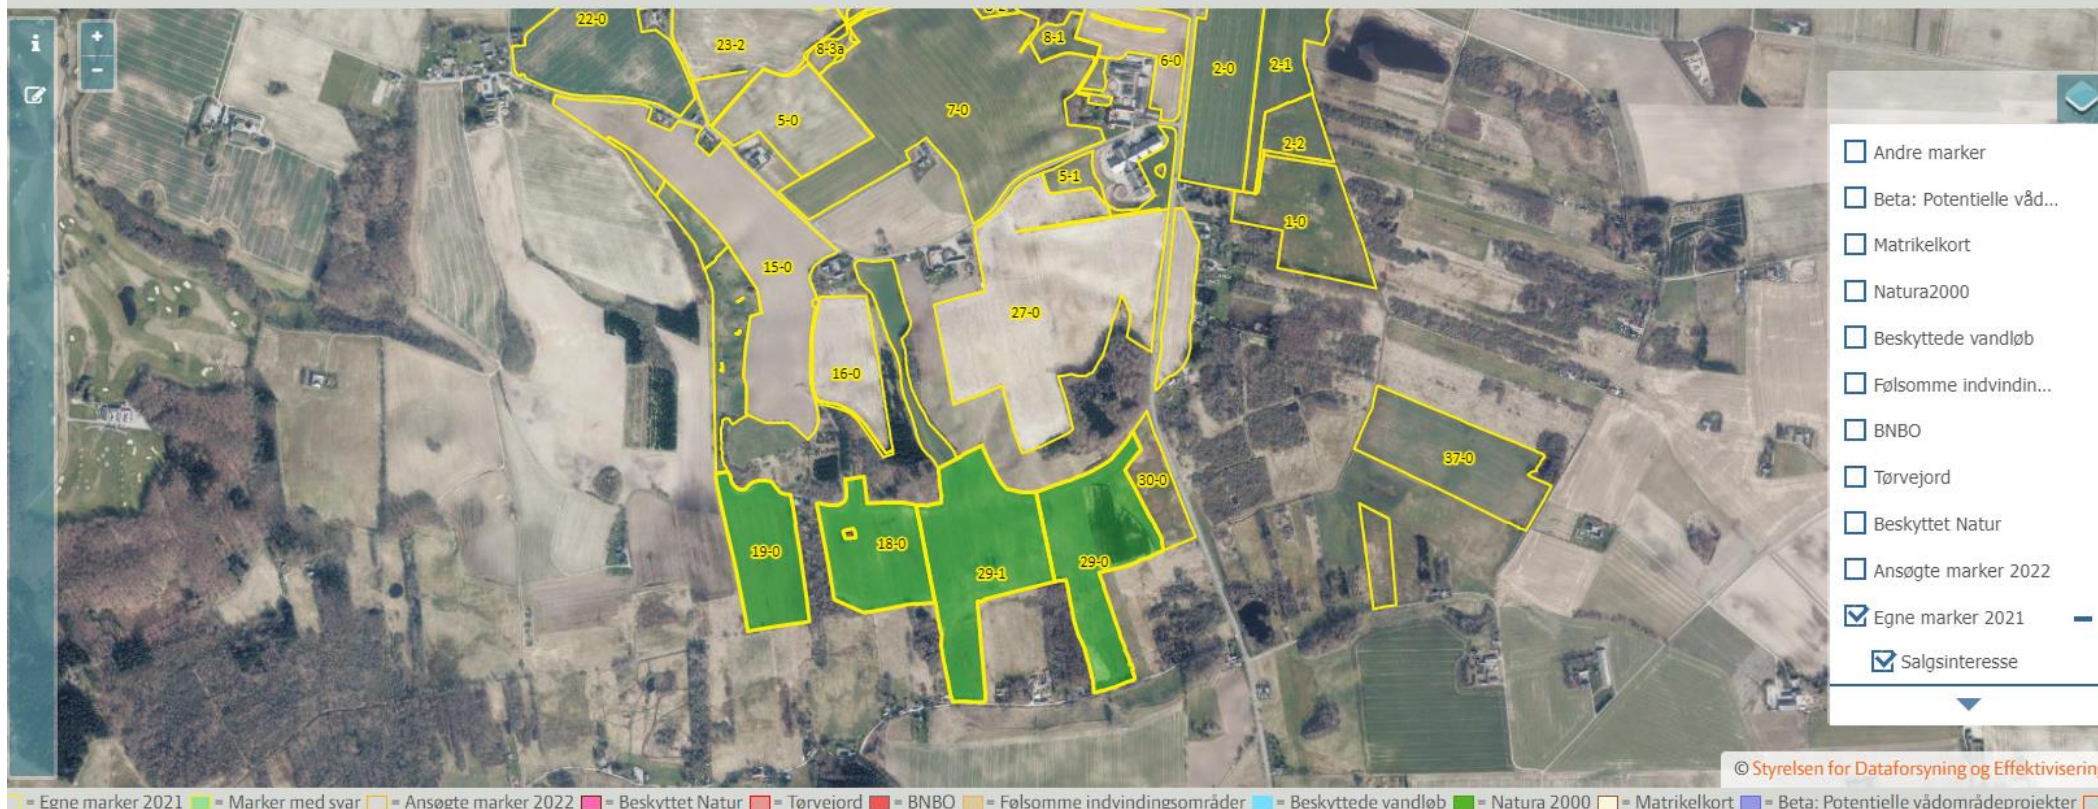 22-0
23-2
8-3a
8-1
6-0
2-0
2-1
5-0
7-0
2-2
5-1
1-0
15-0
27-0
16-0
37-0
30-0
19-0
18-0
29-1
29-0
Andre marker
Beta: Potentielle våd...
Matrikelkort
Natura2000
Beskyttede vandløb
Følsomme indvindin...
BNBO
Tørvejord
Beskyttet Natur
Ansøgte marker 2022
Egne marker 2021
Salgsinteresse
© Styrelsen for Dataforsyning og Effektivisering
= Egne marker 2021 = Marker med svar = Ansøgte marker 2022 = Beskyttet Natur = Tørvejord = BNBO = Følsomme indvindingsområder = Beskyttede vandløb = Natura 2000 = Matrikelkort = Beta: Potentielle vådområdeprojekter